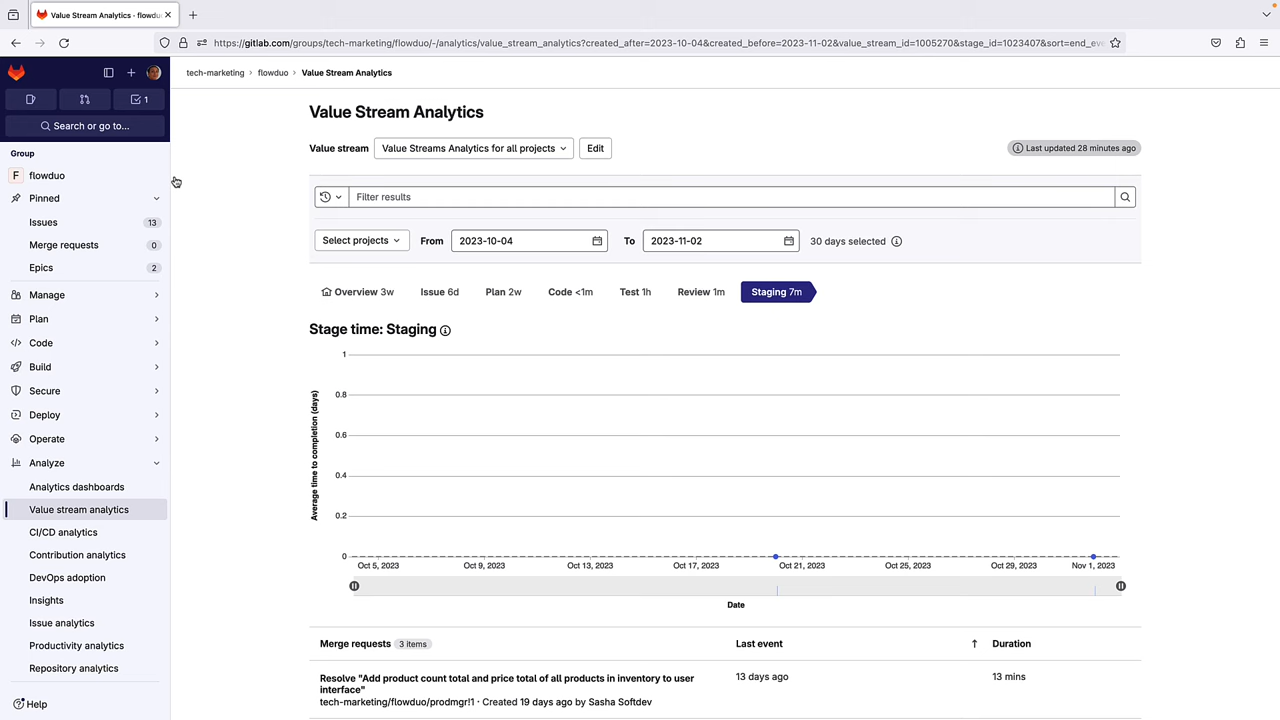 Value Stream Analytics · flowdu
https://gitlab.com/groups/tech-marketing/flowduo/-/analytics/value_stream_analytics?created_after=2023-10-04&created_before=2023-11-02&value_stream_id=1005270&stage_id=1023407&sort=end_eve
1
Search or go to...
Group
F flowduo
Pinned
Issues 13
Merge requests 0
Epics 2
Manage
Plan
Code
Build
Secure
Deploy
Operate
Analyze
Analytics dashboards
Value stream analytics
CI/CD analytics
Contribution analytics
DevOps adoption
Insights
Issue analytics
Productivity analytics
Repository analytics
Help
tech-marketing › flowduo › Value Stream Analytics
Value Stream Analytics
Value stream Value Streams Analytics for all projects Edit
Last updated 28 minutes ago
Filter results
Select projects From 2023-10-04 To 2023-11-02 30 days selected
Overview 3w Issue 6d Plan 2w Code <1m Test 1h Review 1m Staging 7m
Stage time: Staging
Average time to completion (days)
1
0.8
0.6
0.4
0.2
0
Oct 5, 2023 Oct 9, 2023 Oct 13, 2023 Oct 17, 2023 Oct 21, 2023 Oct 25, 2023 Oct 29, 2023 Nov 1, 2023
Date
Merge requests 3 items Last event ↑ Duration
Resolve "Add product count total and price total of all products in inventory to user
interface"
13 days ago 13 mins
tech-marketing/flowduo/prodmgr!1 · Created 19 days ago by Sasha Softdev